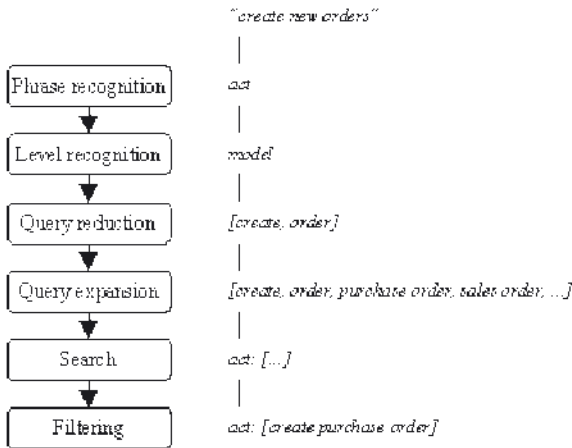 "create new orders"
Phrase recognition act
Level recognition model
Query reduction [create, order]
Query expansion [create, order, purchase order, sales order, ...]
Search act: [...]
Filtering act: [create purchase order]